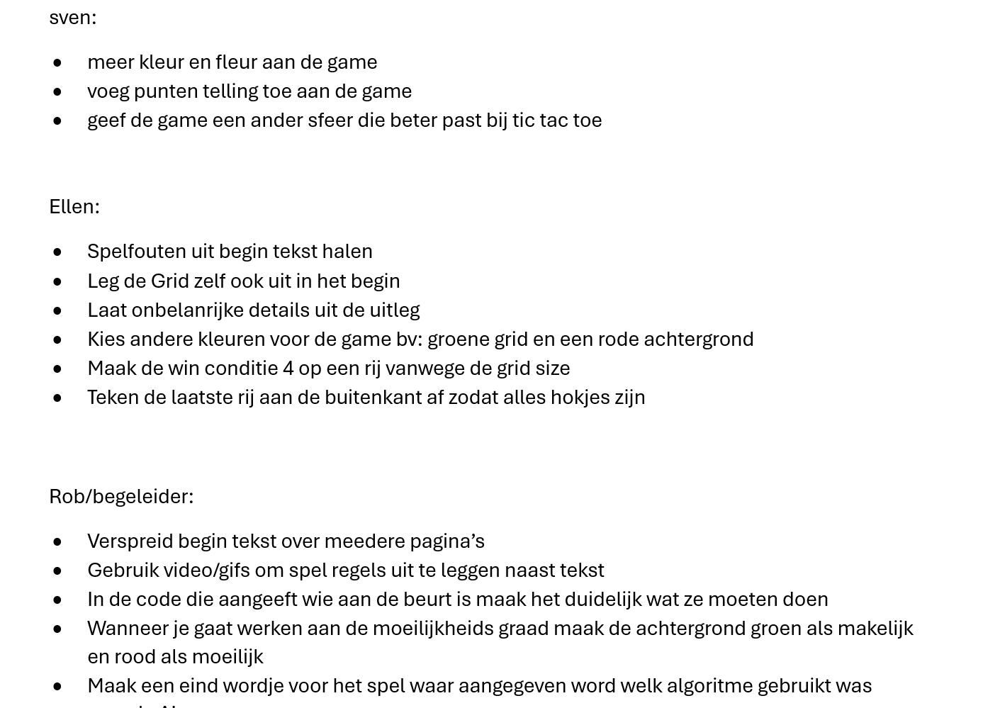 sven:
• meer kleur en fleur aan de game
• voeg punten telling toe aan de game
• geef de game een ander sfeer die beter past bij tic tac toe
Ellen:
• Spelfouten uit begin tekst halen
• Leg de Grid zelf ook uit in het begin
• Laat onbelanrijke details uit de uitleg
• Kies andere kleuren voor de game bv: groene grid en een rode achtergrond
• Maak de win conditie 4 op een rij vanwege de grid size
• Teken de laatste rij aan de buitenkant af zodat alles hokjes zijn
Rob/begeleider:
• Verspreid begin tekst over meedere pagina’s
• Gebruik video/gifs om spel regels uit te leggen naast tekst
• In de code die aangeeft wie aan de beurt is maak het duidelijk wat ze moeten doen
• Wanneer je gaat werken aan de moeilijkheids graad maak de achtergrond groen als makelijk
en rood als moeilijk
• Maak een eind wordje voor het spel waar aangegeven word welk algoritme gebruikt was